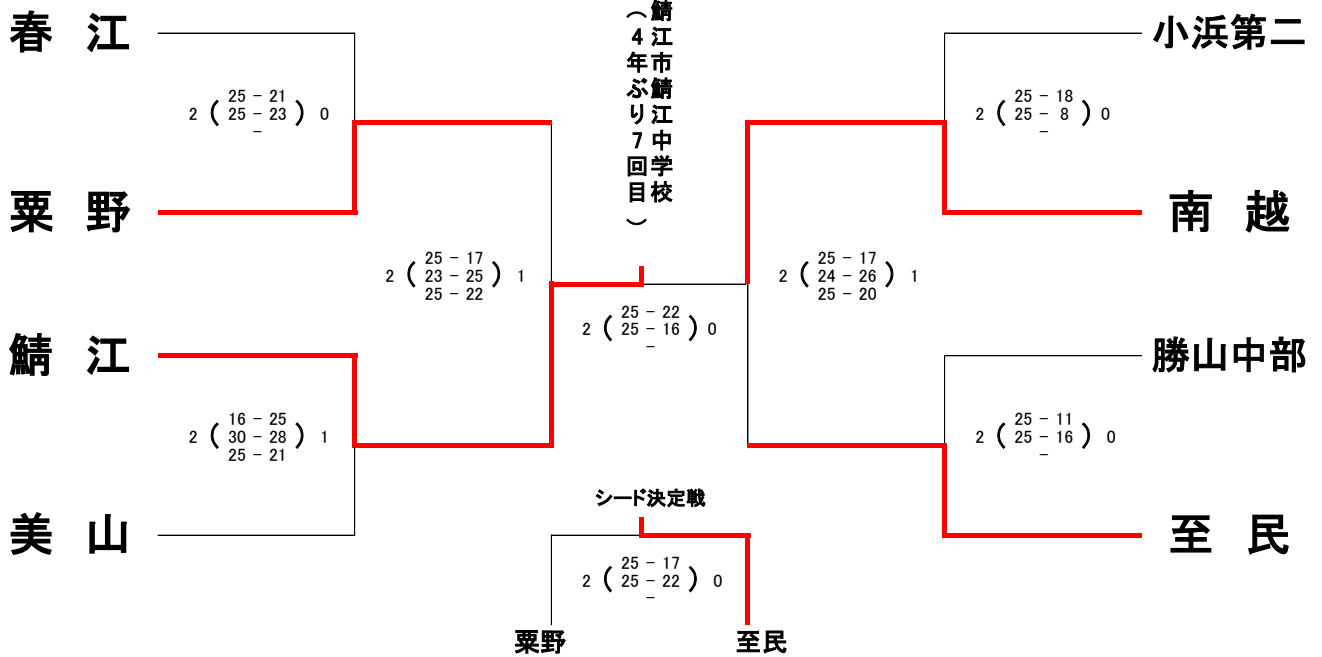 鯖江市鯖江中学校
（４年ぶり７回目）
春 江
2 ( 25 － 21
25 － 23 ) 0
－
粟 野
2 ( 25 － 17
23 － 25
25 － 22 ) 1
鯖 江
2 ( 16 － 25
30 － 28
25 － 21 ) 1
美 山
2 ( 25 － 22
25 － 16 ) 0
－
小浜第二
2 ( 25 － 18
25 － 8 ) 0
－
南 越
2 ( 25 － 17
24 － 26
25 － 20 ) 1
勝山中部
2 ( 25 － 11
25 － 16 ) 0
－
至 民
シード決定戦
2 ( 25 － 17
25 － 22 ) 0
－
粟野 至民